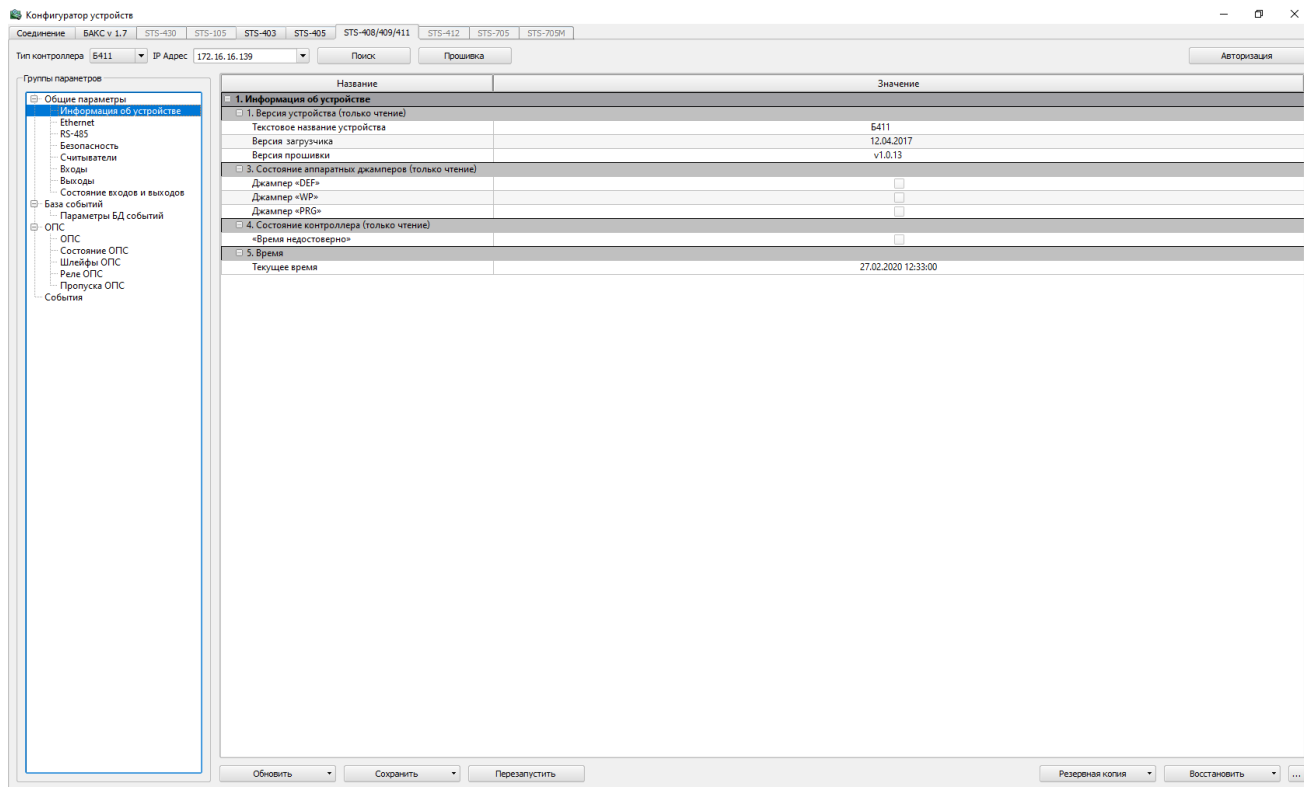 Конфигуратор устройств
Соединение БАКС v 1.7 STS-430 STS-105 STS-403 STS-405 STS-408/409/411 STS-412 STS-705 STS-705M
Тип контроллера Б411 IP Адрес 172.16.16.139 Поиск Прошивка Авторизация
Группы параметров
Общие параметры
Информация об устройстве
Ethernet
RS-485
Безопасность
Считыватели
Входы
Выходы
Состояние входов и выходов
База событий
Параметры БД событий
ОПС
ОПС
Состояние ОПС
Шлейфы ОПС
Реле ОПС
Пропуска ОПС
События
Название Значение
1. Информация об устройстве
1. Версия устройства (только чтение)
Текстовое название устройства Б411
Версия загрузчика 12.04.2017
Версия прошивки v1.0.13
3. Состояние аппаратных джамперов (только чтение)
Джампер «DEF»
Джампер «WP»
Джампер «PRG»
4. Состояние контроллера (только чтение)
«Время недостоверно»
5. Время
Текущее время 27.02.2020 12:33:00
Обновить Сохранить Перезапустить Резервная копия Восстановить ...